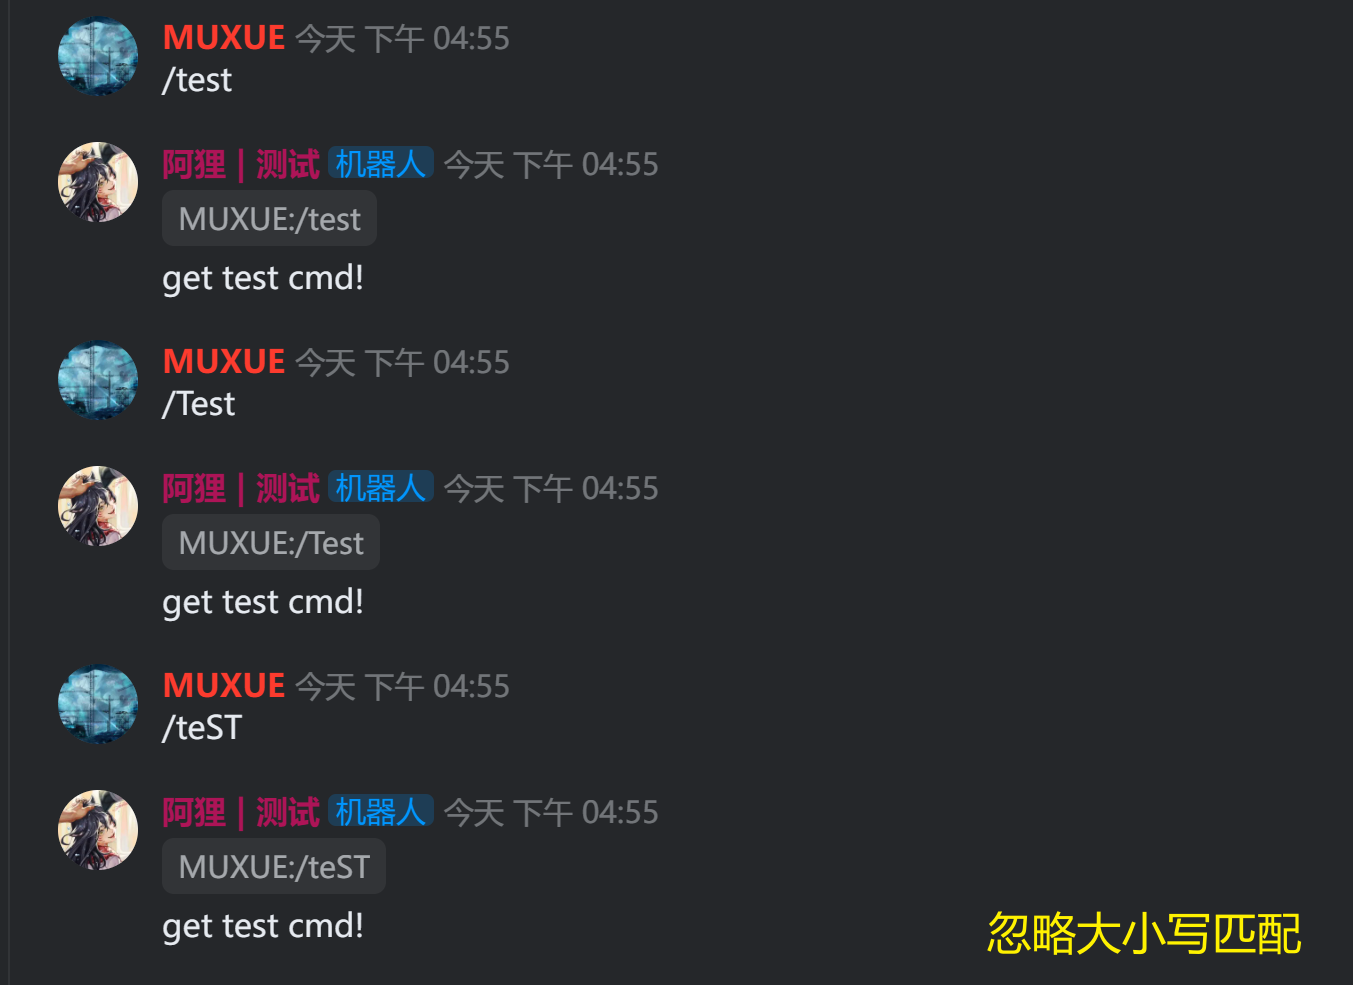 MUXUE 今天 下午 04:55
/test
阿狸 | 测试 机器人 今天 下午 04:55
MUXUE:/test
get test cmd!
MUXUE 今天 下午 04:55
/Test
阿狸 | 测试 机器人 今天 下午 04:55
MUXUE:/Test
get test cmd!
MUXUE 今天 下午 04:55
/teST
阿狸 | 测试 机器人 今天 下午 04:55
MUXUE:/teST
get test cmd!
忽略大小写匹配